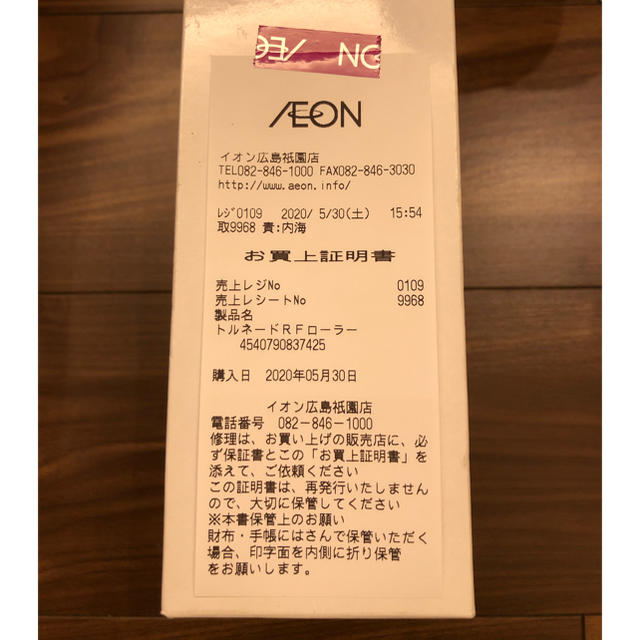 ÆON ÆON
ÆON
イオン広島祇園店
TEL082-846-1000 FAX082-846-3030
http://www.aeon.info/
ﾚｼﾞ0109 2020/ 5/30(土) 15:54
取9968 責:内海
お買上証明書
売上レジNo 0109
売上レシートNo 9968
製品名
トルネードRFローラー
4540790837425
購入日 2020年05月30日
イオン広島祇園店
電話番号 082-846-1000
修理は、お買い上げの販売店に、必
ず保証書とこの「お買上証明書」を
添えて、ご依頼ください
この証明書は、再発行いたしません
ので、大切に保管してください
※本書保管上のお願い
財布・手帳にはさんで保管いただく
場合、印字面を内側に折り保管
をお願いします。